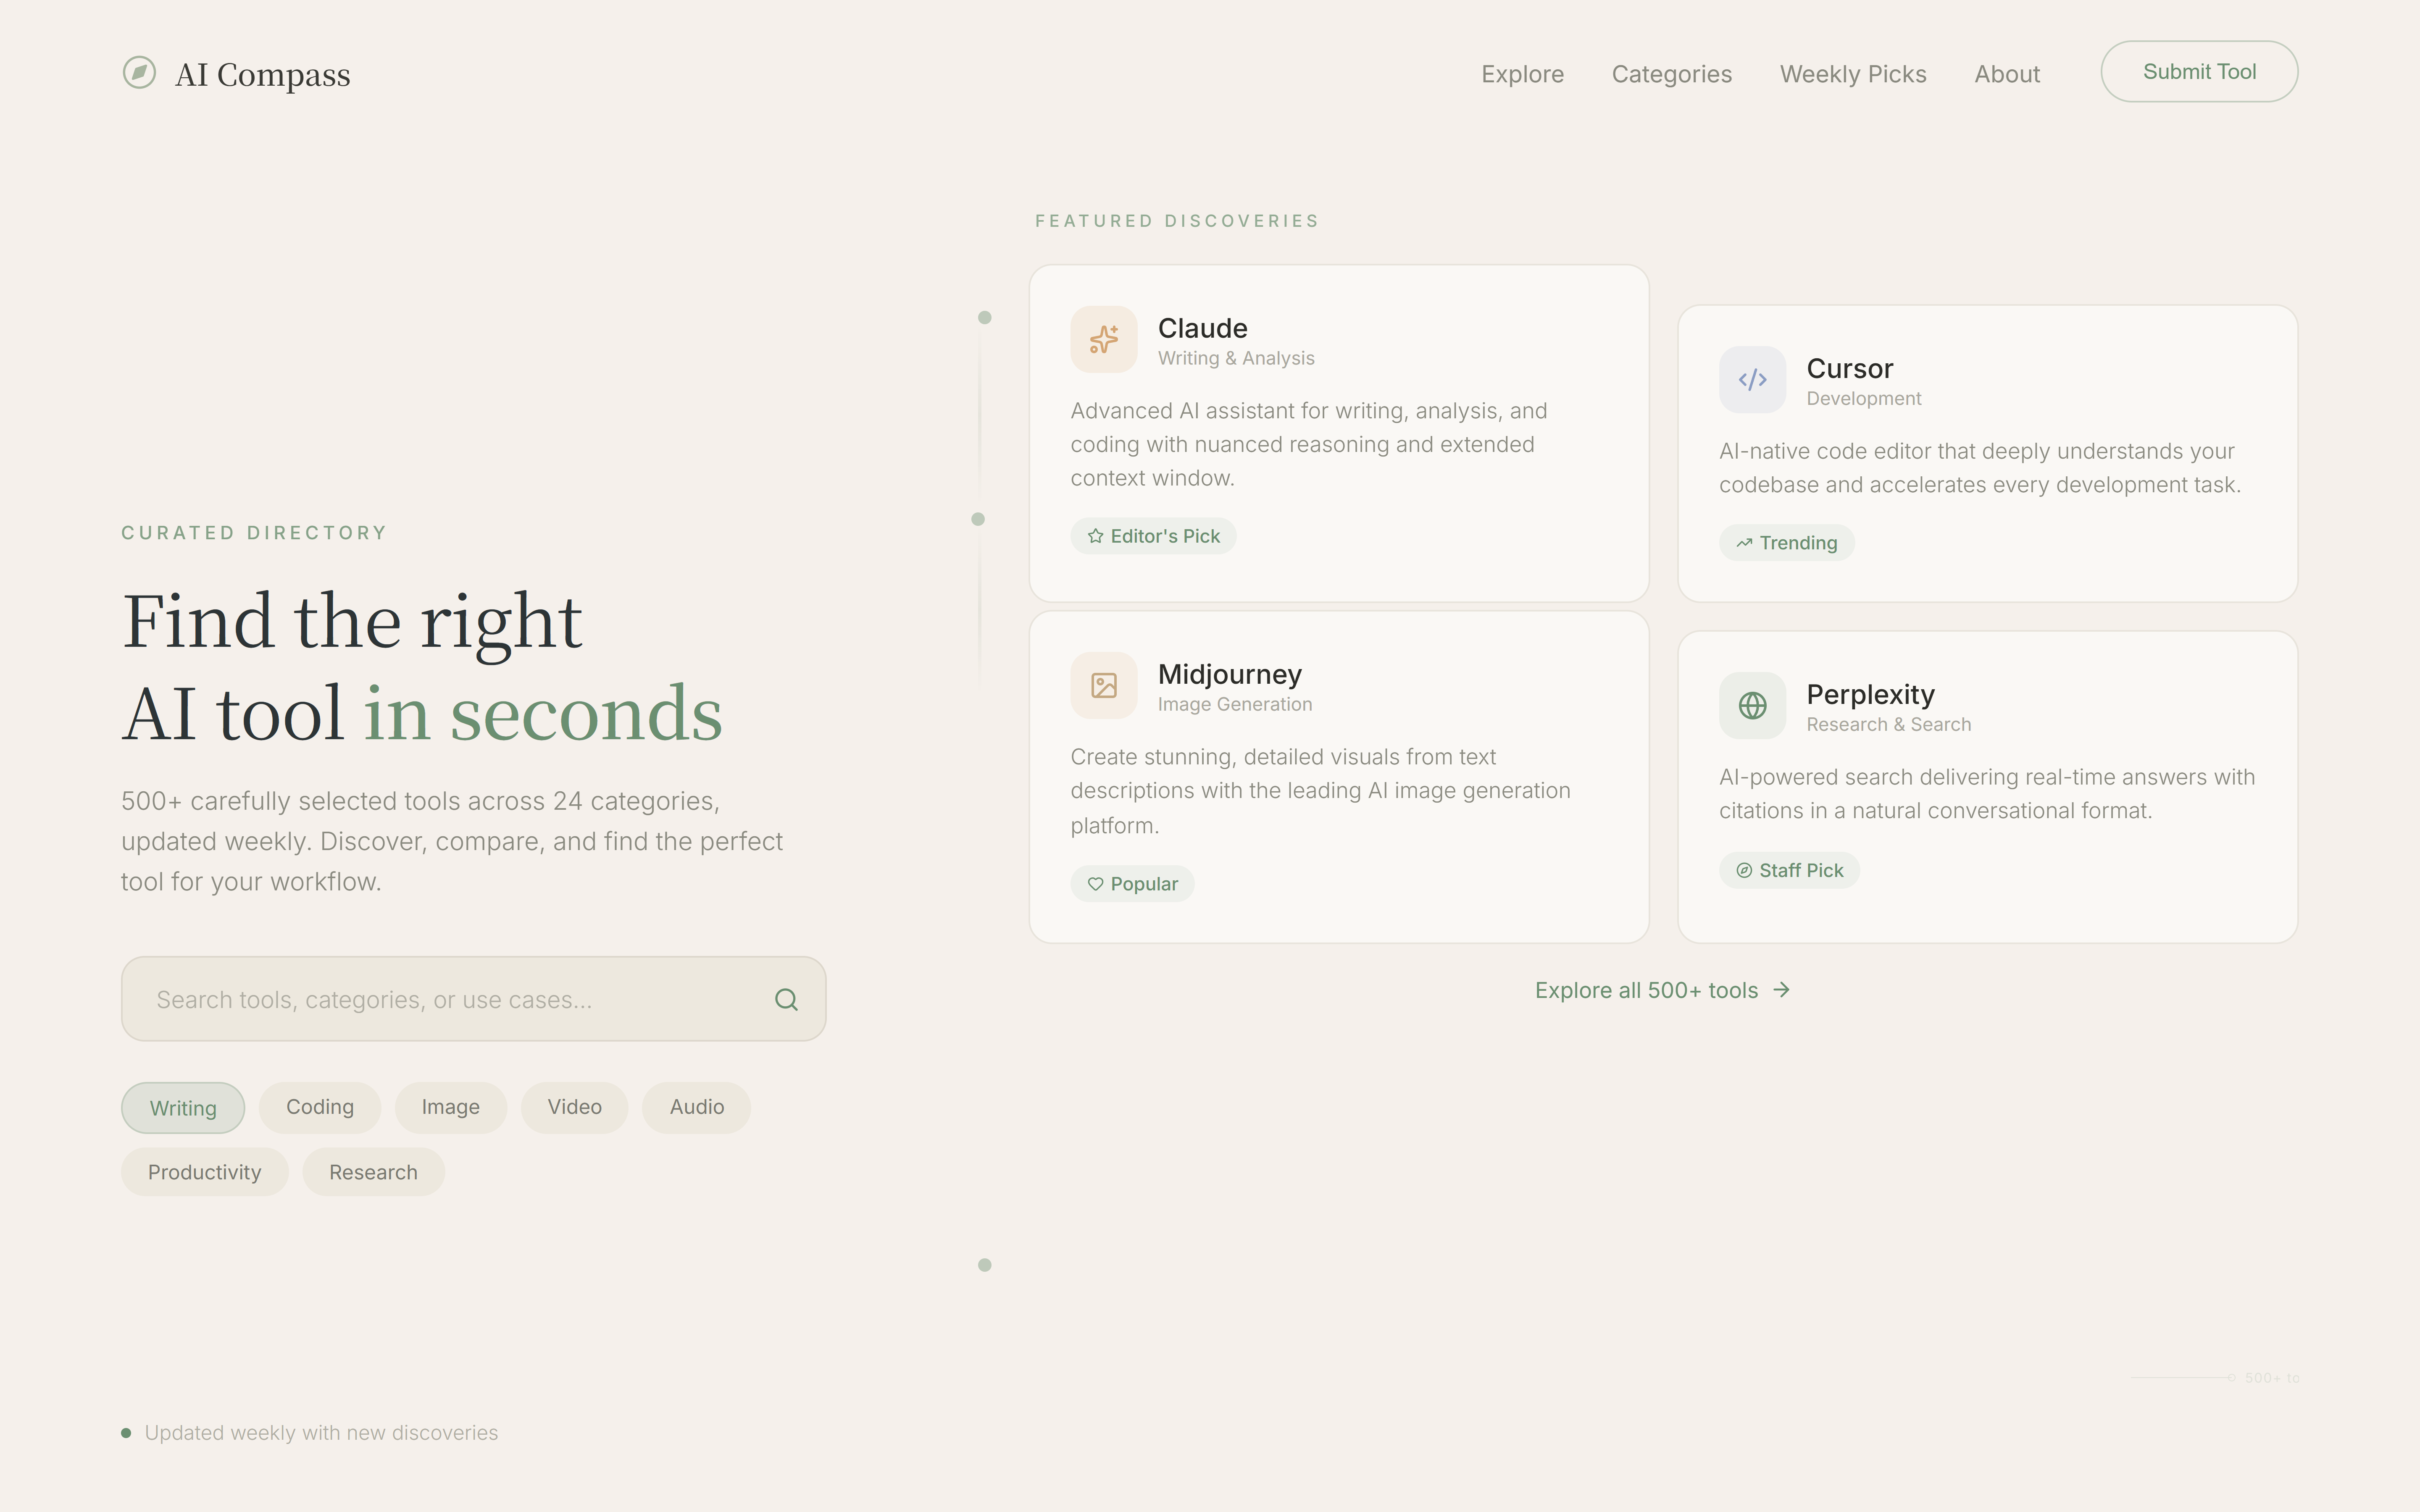 AI Compass
Explore
Categories
Weekly Picks
About
Submit Tool
CURATED DIRECTORY
Find the right
AI tool in seconds
500+ carefully selected tools across 24 categories,
updated weekly. Discover, compare, and find the perfect
tool for your workflow.
Search tools, categories, or use cases...
Writing
Coding
Image
Video
Audio
Productivity
Research
FEATURED DISCOVERIES
Claude
Writing & Analysis
Advanced AI assistant for writing, analysis, and
coding with nuanced reasoning and extended
context window.
Editor's Pick
Cursor
Development
AI-native code editor that deeply understands your
codebase and accelerates every development task.
Trending
Midjourney
Image Generation
Create stunning, detailed visuals from text
descriptions with the leading AI image generation
platform.
Popular
Perplexity
Research & Search
AI-powered search delivering real-time answers with
citations in a natural conversational format.
Staff Pick
Explore all 500+ tools
500+ to
Updated weekly with new discoveries